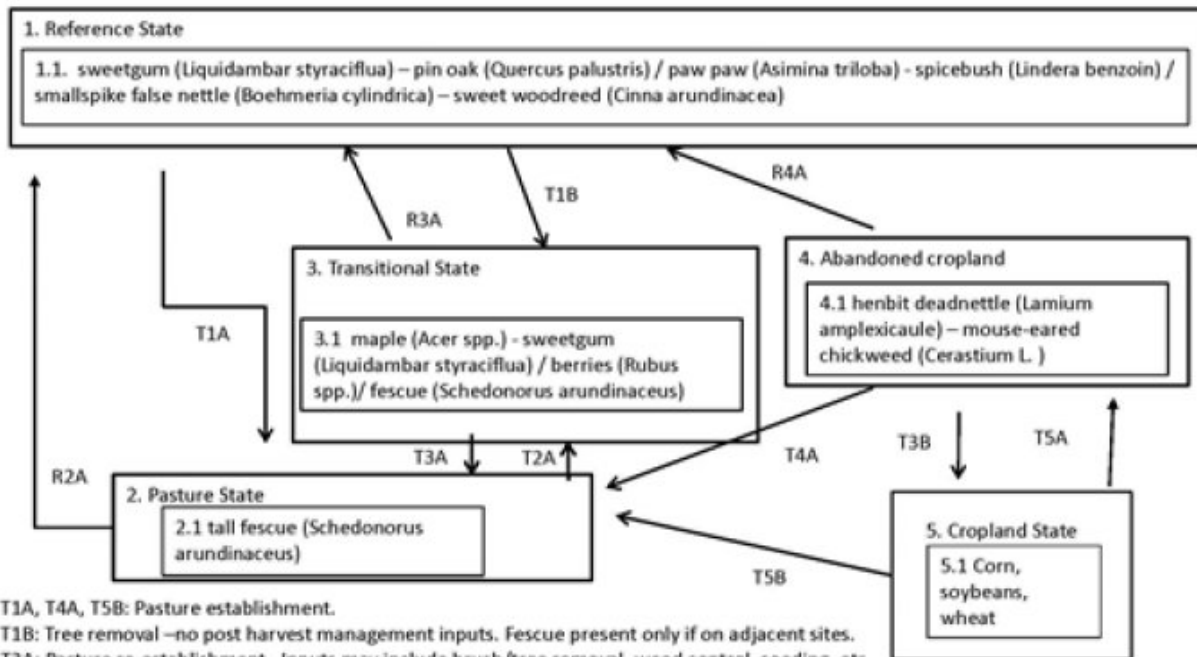 1. Reference State
1.1. sweetgum (Liquidambar styraciflua) – pin oak (Quercus palustris) / paw paw (Asimina triloba) - spicebush (Lindera benzoin) /
smallspike false nettle (Boehmeria cylindrica) – sweet woodreed (Cinna arundinacea)
R4A
T1B
R3A
3. Transitional State
4. Abandoned cropland
4.1 henbit deadnettle (Lamium
amplexicaule) – mouse-eared
chickweed (Cerastium L. )
T1A
3.1 maple (Acer spp.) - sweetgum
(Liquidambar styraciflua) / berries (Rubus
spp.)/ fescue (Schedonorus arundinaceus)
T3A
T2A
T4A
T3B
T5A
R2A
2. Pasture State
2.1 tall fescue (Schedonorus
arundinaceus)
5. Cropland State
5.1 Corn,
soybeans,
wheat
T5B
T1A, T4A, T5B: Pasture establishment.
T1B: Tree removal –no post harvest management inputs. Fescue present only if on adjacent sites.